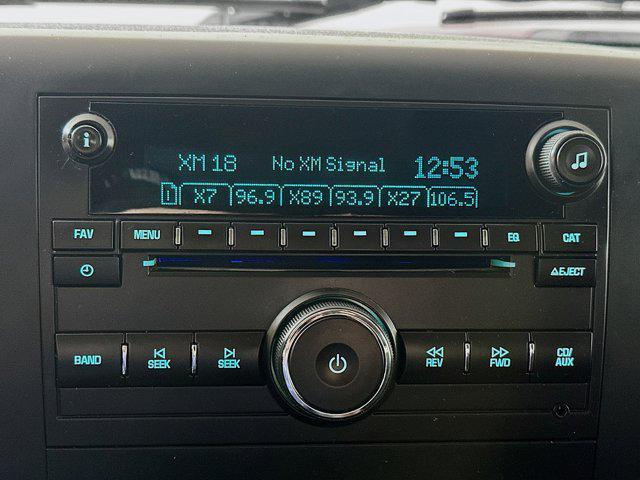 XM 18 No XM Signal 12:53
1 X7 96.9 X89 93.9 X27 106.5
FAV MENU EQ CAT
EJECT
BAND SEEK SEEK REV FWD CD/
AUX